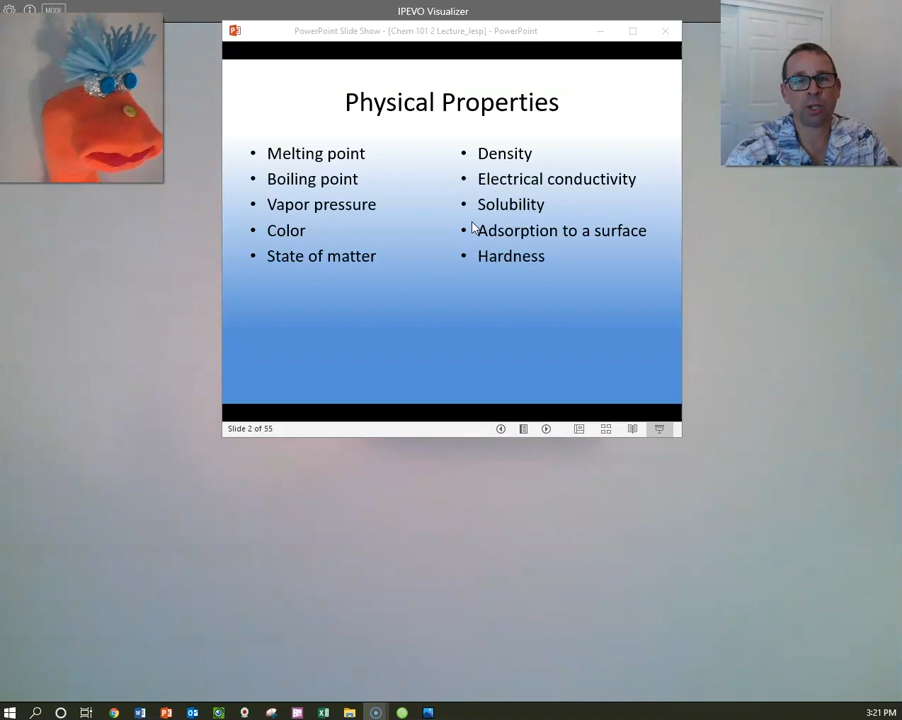 IPEVO Visualizer
MODE
PowerPoint Slide Show - [Chem 101 2 Lecture_lesp] - PowerPoint
Physical Properties
• Melting point
• Boiling point
• Vapor pressure
• Color
• State of matter
• Density
• Electrical conductivity
• Solubility
• Adsorption to a surface
• Hardness
Slide 2 of 55
3:21 PM